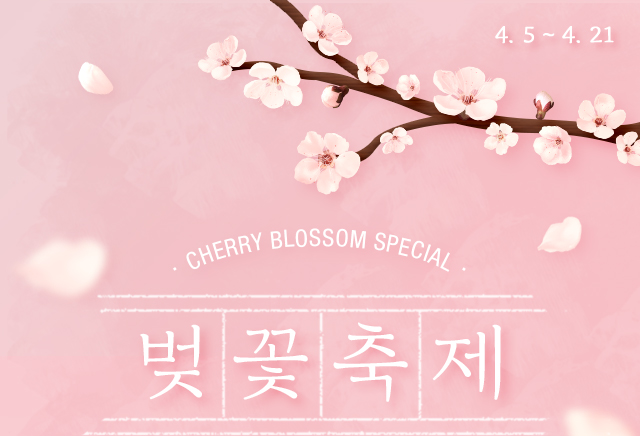 4. 5 ~ 4. 21
· CHERRY BLOSSOM SPECIAL ·
벚꽃축제